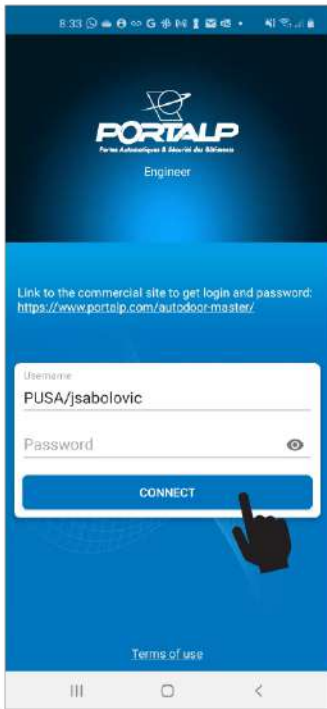 8:33
PORTALP
Portes Automatiques & Sécurité des Bâtiments
Engineer
Link to the commercial site to get login and password:
https://www.portalp.com/autodoor-master/
Username
PUSA/jsabolovic
Password
CONNECT
Terms of use